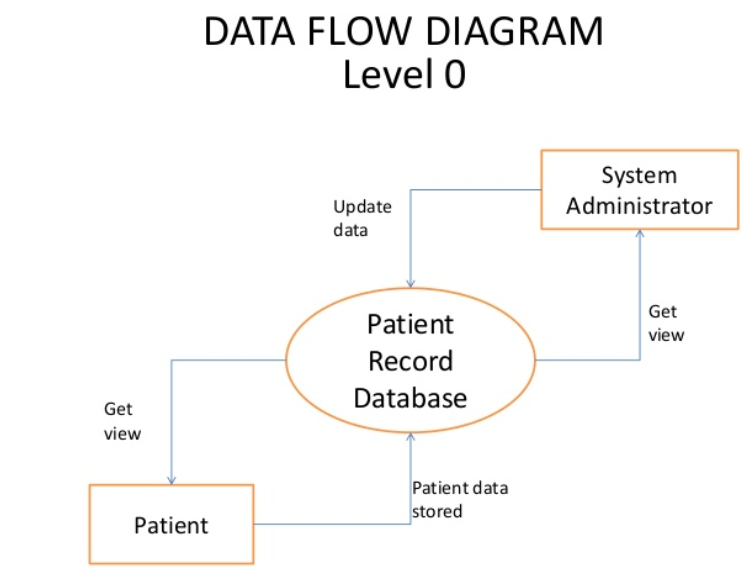 DATA FLOW DIAGRAM
Level 0
System
Administrator
Update
data
Get
view
Patient
Record
Database
Get
view
Patient data
stored
Patient